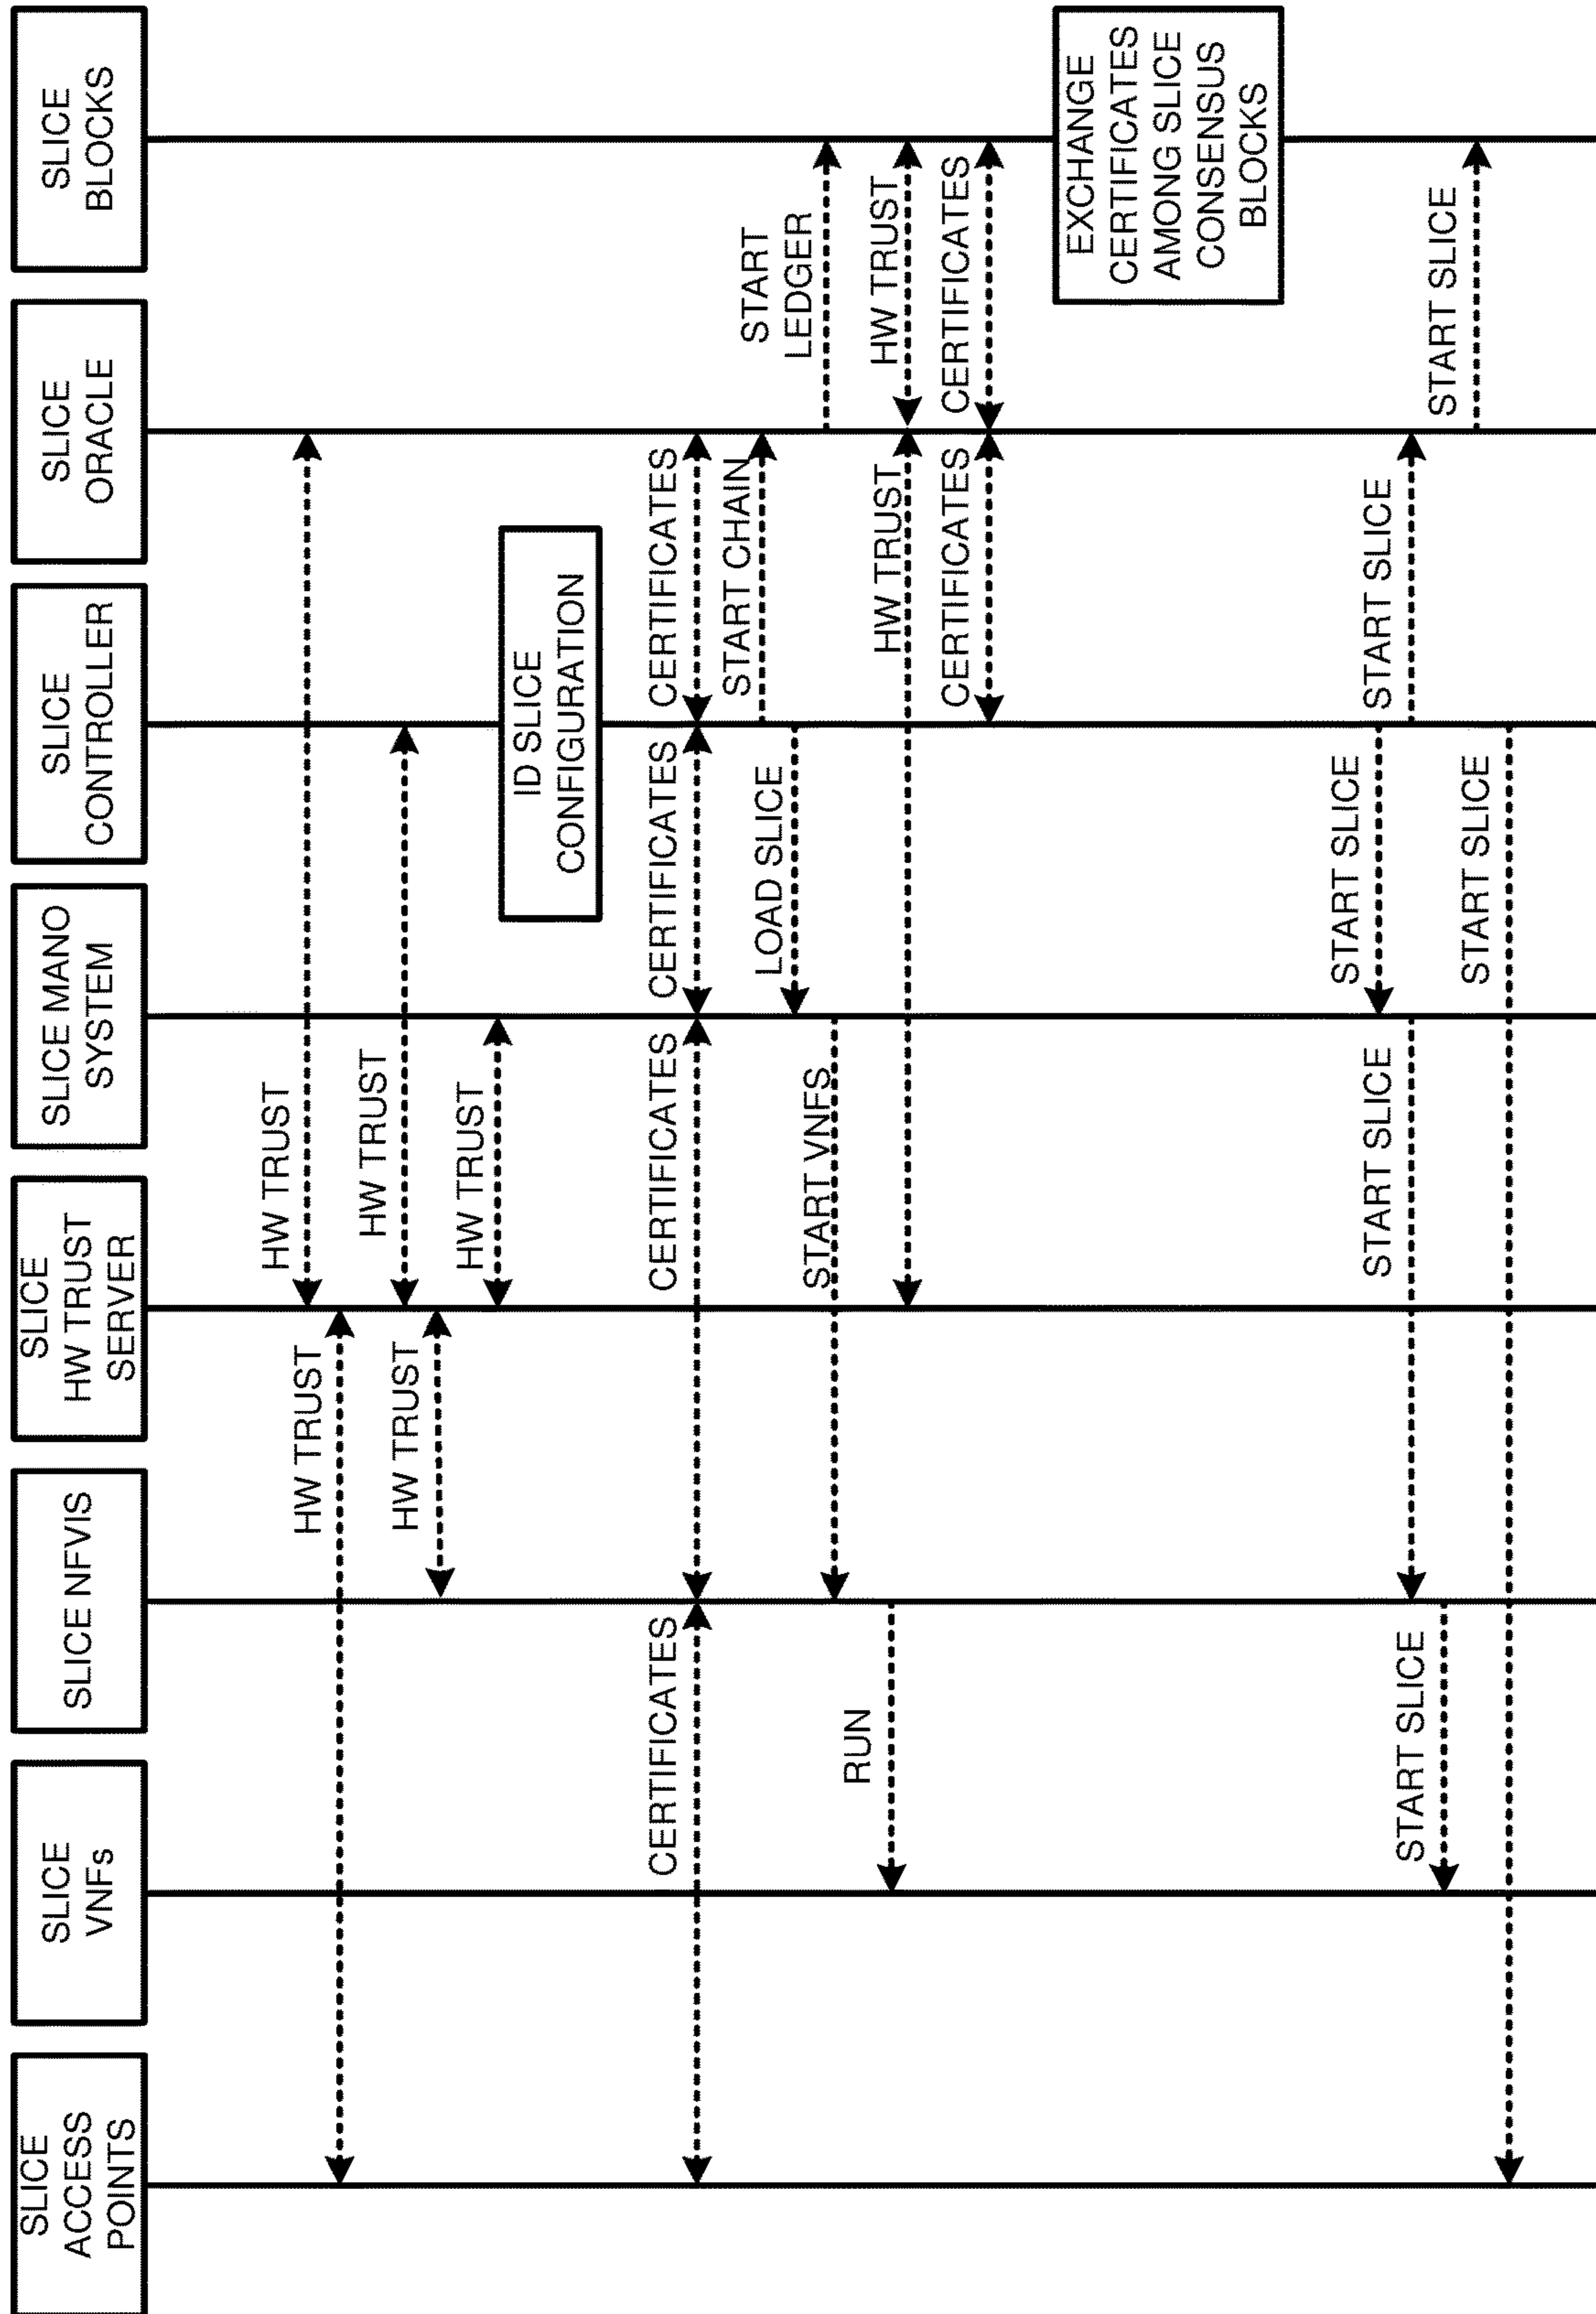 SLICE
ACCESS
POINTS
SLICE
VNFs
SLICE NFVIS
SLICE
HW TRUST
SERVER
SLICE MANO
SYSTEM
SLICE
CONTROLLER
SLICE
ORACLE
SLICE
BLOCKS
HW TRUST
HW TRUST
HW TRUST
HW TRUST
HW TRUST
ID SLICE
CONFIGURATION
CERTIFICATES
CERTIFICATES
CERTIFICATES
CERTIFICATES
START CHAIN
LOAD SLICE
START
LEDGER
START VNFS
RUN
HW TRUST
HW TRUST
CERTIFICATES
CERTIFICATES
EXCHANGE
CERTIFICATES
AMONG SLICE
CONSENSUS
BLOCKS
START SLICE
START SLICE
START SLICE
START SLICE
START SLICE
START SLICE